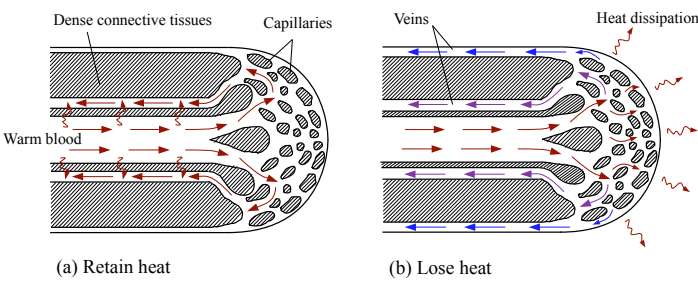 Dense connective tissues
Capillaries
Warm blood
(a) Retain heat
Veins
Heat dissipation
(b) Lose heat